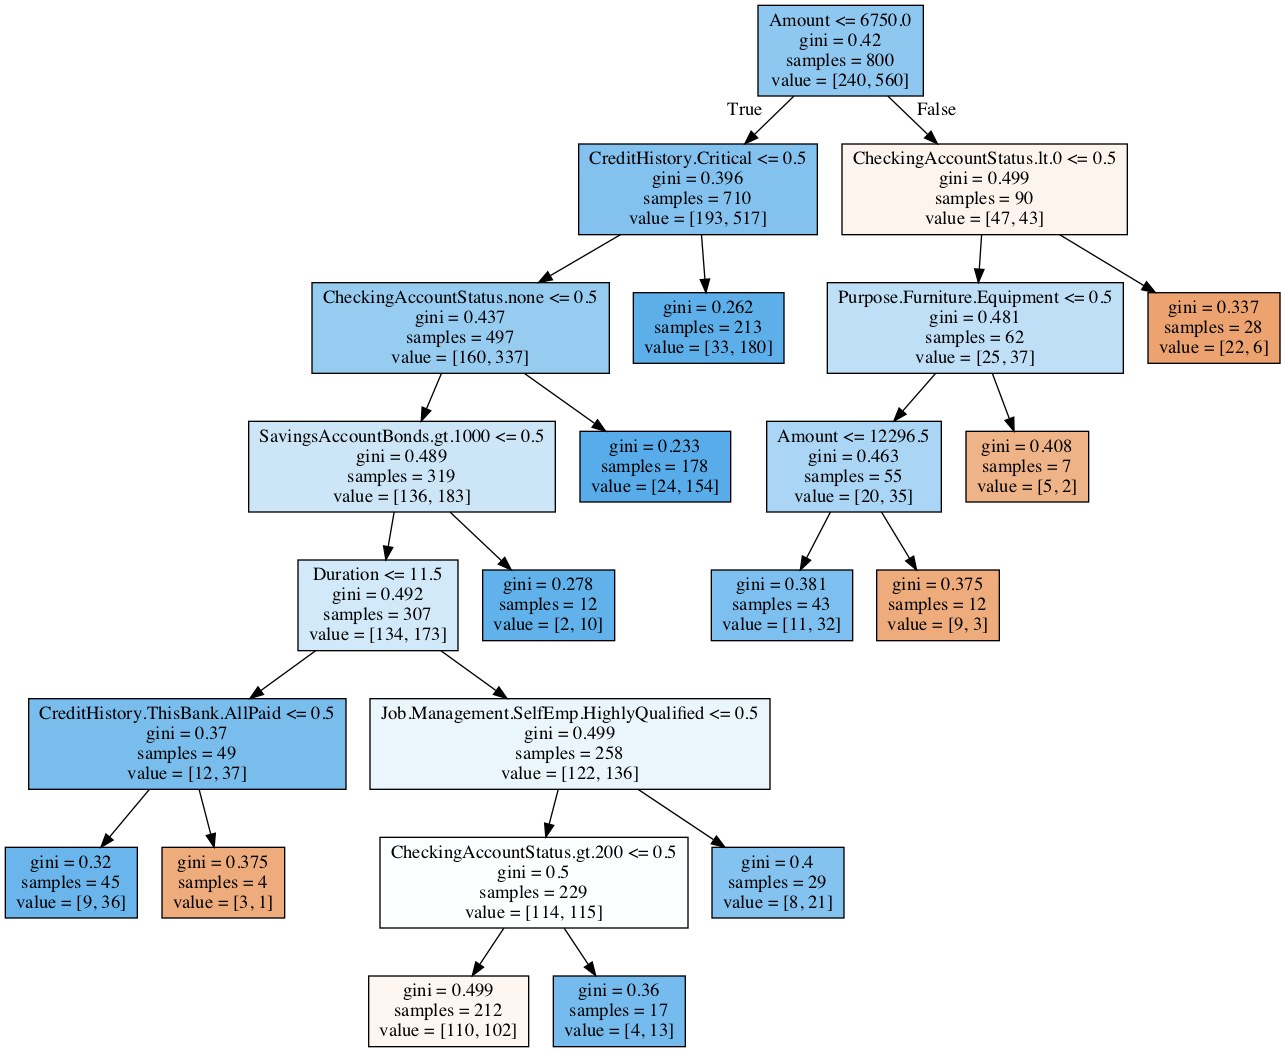 Amount <= 6750.0
gini = 0.42
samples = 800
value = [240, 560]
True
False
CreditHistory.Critical <= 0.5
gini = 0.396
samples = 710
value = [193, 517]
CheckingAccountStatus.lt.0 <= 0.5
gini = 0.499
samples = 90
value = [47, 43]
CheckingAccountStatus.none <= 0.5
gini = 0.437
samples = 497
value = [160, 337]
gini = 0.262
samples = 213
value = [33, 180]
Purpose.Furniture.Equipment <= 0.5
gini = 0.481
samples = 62
value = [25, 37]
gini = 0.337
samples = 28
value = [22, 6]
SavingsAccountBonds.gt.1000 <= 0.5
gini = 0.489
samples = 319
value = [136, 183]
gini = 0.233
samples = 178
value = [24, 154]
Amount <= 12296.5
gini = 0.463
samples = 55
value = [20, 35]
gini = 0.408
samples = 7
value = [5, 2]
Duration <= 11.5
gini = 0.492
samples = 307
value = [134, 173]
gini = 0.278
samples = 12
value = [2, 10]
gini = 0.381
samples = 43
value = [11, 32]
gini = 0.375
samples = 12
value = [9, 3]
CreditHistory.ThisBank.AllPaid <= 0.5
gini = 0.37
samples = 49
value = [12, 37]
Job.Management.SelfEmp.HighlyQualified <= 0.5
gini = 0.499
samples = 258
value = [122, 136]
gini = 0.32
samples = 45
value = [9, 36]
gini = 0.375
samples = 4
value = [3, 1]
CheckingAccountStatus.gt.200 <= 0.5
gini = 0.5
samples = 229
value = [114, 115]
gini = 0.4
samples = 29
value = [8, 21]
gini = 0.499
samples = 212
value = [110, 102]
gini = 0.36
samples = 17
value = [4, 13]